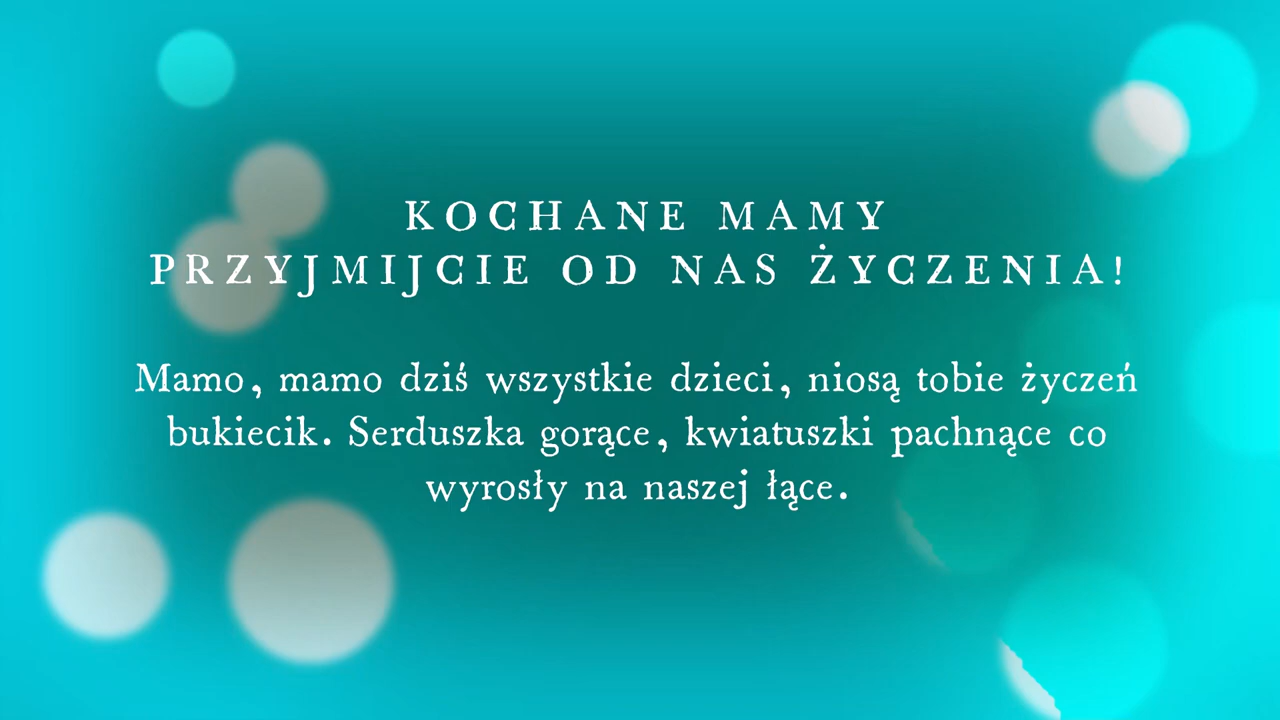 KOCHANE MAMY
PRZYJMIJCIE OD NAS ŻYCZENIA!
Mamo, mamo dziś wszystkie dzieci, niosą tobie życzeń
bukiecik. Serduszka gorące, kwiatuszki pachnące co
wyrosły na naszej łące.